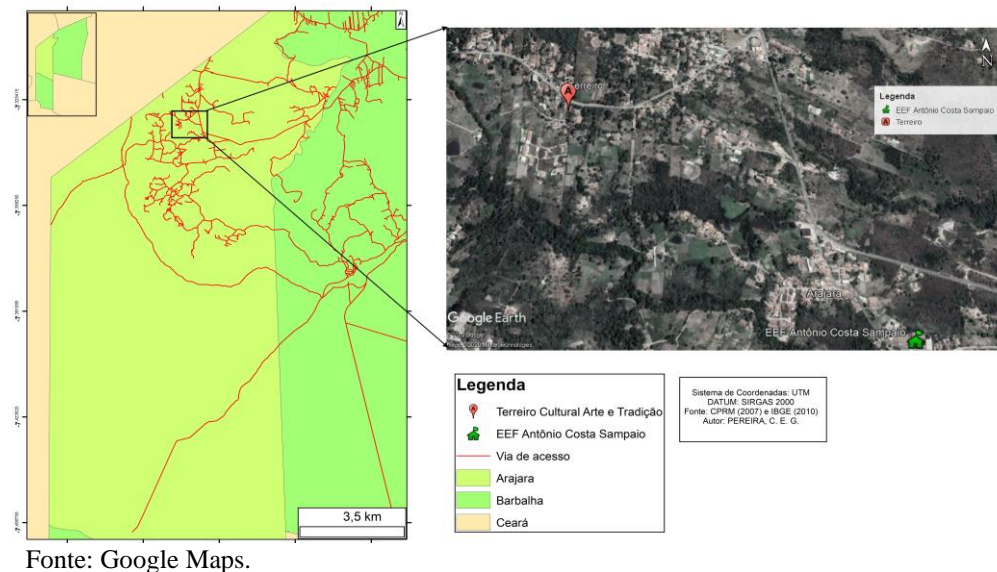 N
Terreiro
N
Legenda
EEF Antônio Costa Sampaio
Terreiro
Arajara
Google Earth
EEF Antônio Costa Sampaio
Legenda
Terreiro Cultural Arte e Tradição
EEF Antônio Costa Sampaio
Via de acesso
Arajara
Barbalha
Ceará
Sistema de Coordenadas: UTM
DATUM: SIRGAS 2000
Fonte: CPRM (2007) e IBGE (2010)
Autor: PEREIRA, C. E. G.
3,5 km
Fonte: Google Maps.